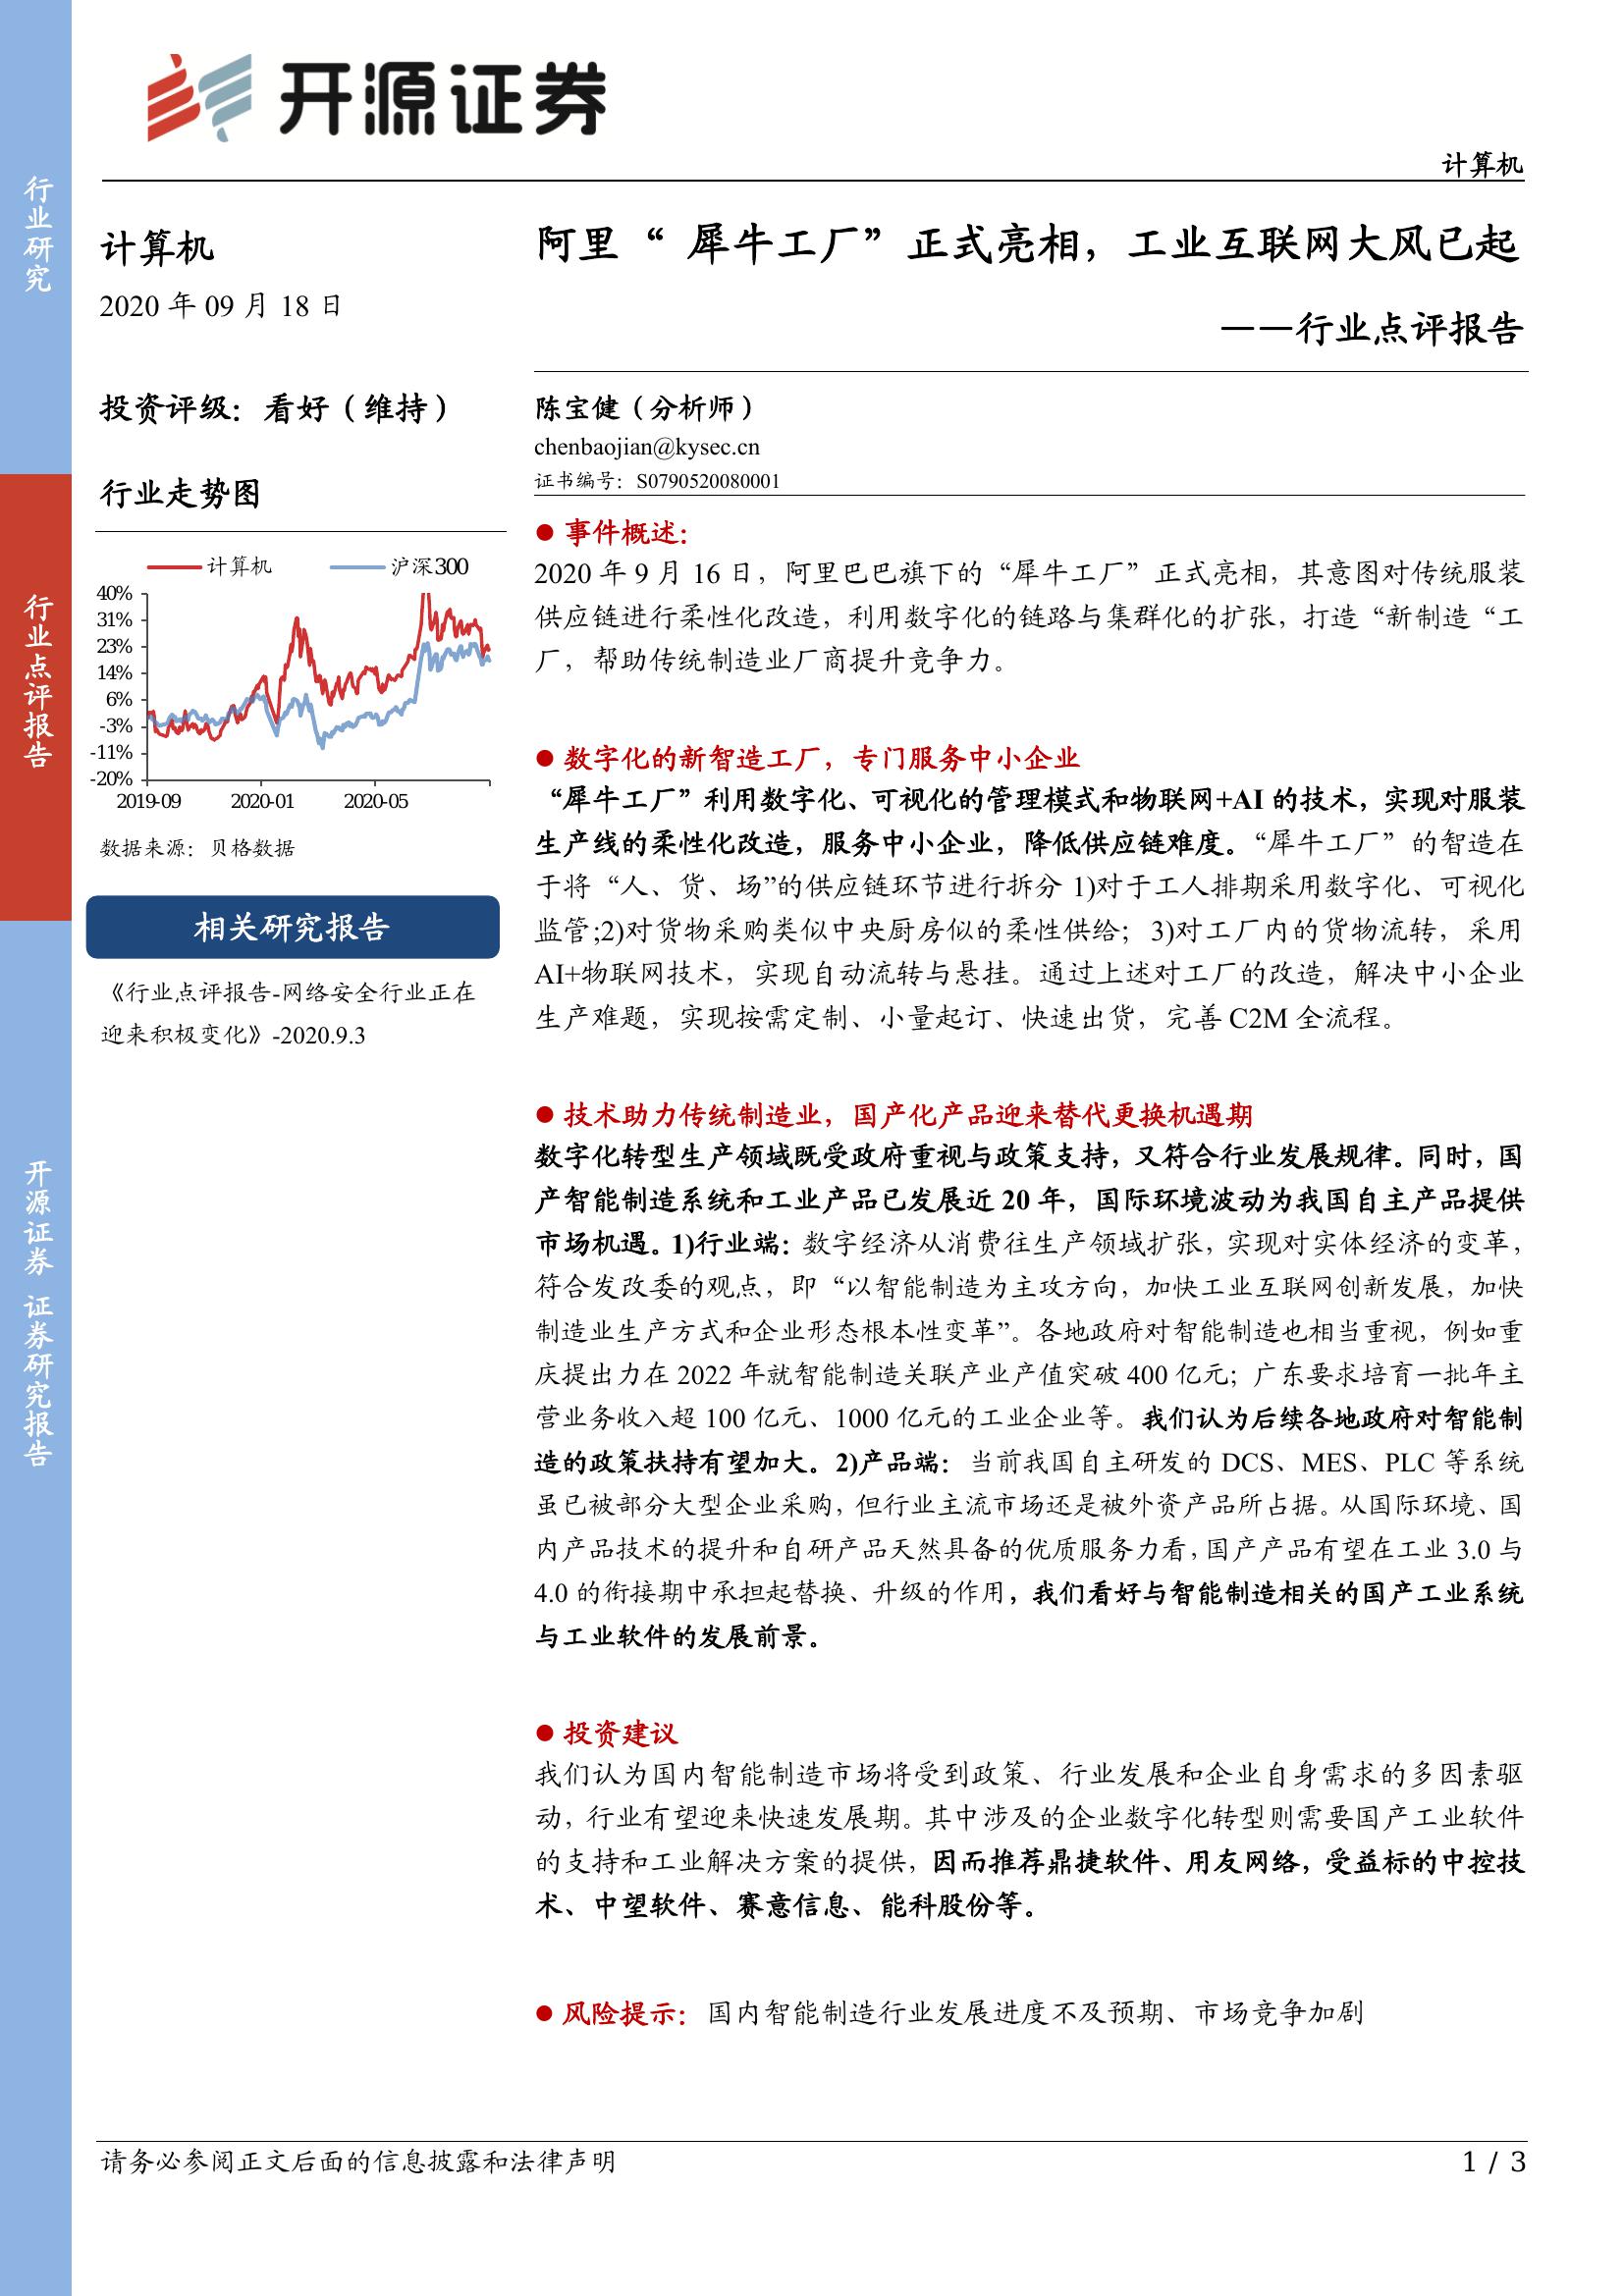 开源证券
计算机
行业研究
行业点评报告
开源证券 证券研究报告
计算机
2020 年 09 月 18 日
投资评级：看好（维持）
行业走势图
计算机
沪深300
40%
31%
23%
14%
6%
-3%
-11%
-20%
2019-09
2020-01
2020-05
数据来源：贝格数据
相关研究报告
《行业点评报告-网络安全行业正在
迎来积极变化》-2020.9.3
阿里“ 犀牛工厂”正式亮相，工业互联网大风已起
——行业点评报告
陈宝健（分析师）
chenbaojian@kysec.cn
证书编号：S0790520080001
● 事件概述：
2020 年 9 月 16 日，阿里巴巴旗下的“犀牛工厂”正式亮相，其意图对传统服装
供应链进行柔性化改造，利用数字化的链路与集群化的扩张，打造“新制造“工
厂，帮助传统制造业厂商提升竞争力。
● 数字化的新智造工厂，专门服务中小企业
“犀牛工厂”利用数字化、可视化的管理模式和物联网+AI 的技术，实现对服装
生产线的柔性化改造，服务中小企业，降低供应链难度。“犀牛工厂”的智造在
于将“人、货、场”的供应链环节进行拆分 1)对于工人排期采用数字化、可视化
监管;2)对货物采购类似中央厨房似的柔性供给；3)对工厂内的货物流转，采用
AI+物联网技术，实现自动流转与悬挂。通过上述对工厂的改造，解决中小企业
生产难题，实现按需定制、小量起订、快速出货，完善 C2M 全流程。
● 技术助力传统制造业，国产化产品迎来替代更换机遇期
数字化转型生产领域既受政府重视与政策支持，又符合行业发展规律。同时，国
产智能制造系统和工业产品已发展近 20 年，国际环境波动为我国自主产品提供
市场机遇。1)行业端：数字经济从消费往生产领域扩张，实现对实体经济的变革，
符合发改委的观点，即“以智能制造为主攻方向，加快工业互联网创新发展，加快
制造业生产方式和企业形态根本性变革”。各地政府对智能制造也相当重视，例如重
庆提出力在 2022 年就智能制造关联产业产值突破 400 亿元；广东要求培育一批年主
营业务收入超 100 亿元、1000 亿元的工业企业等。我们认为后续各地政府对智能制
造的政策扶持有望加大。2)产品端：当前我国自主研发的 DCS、MES、PLC 等系统
虽已被部分大型企业采购，但行业主流市场还是被外资产品所占据。从国际环境、国
内产品技术的提升和自研产品天然具备的优质服务力看，国产产品有望在工业 3.0 与
4.0 的衔接期中承担起替换、升级的作用，我们看好与智能制造相关的国产工业系统
与工业软件的发展前景。
● 投资建议
我们认为国内智能制造市场将受到政策、行业发展和企业自身需求的多因素驱
动，行业有望迎来快速发展期。其中涉及的企业数字化转型则需要国产工业软件
的支持和工业解决方案的提供，因而推荐鼎捷软件、用友网络，受益标的中控技
术、中望软件、赛意信息、能科股份等。
● 风险提示：国内智能制造行业发展进度不及预期、市场竞争加剧
请务必参阅正文后面的信息披露和法律声明
1 / 3